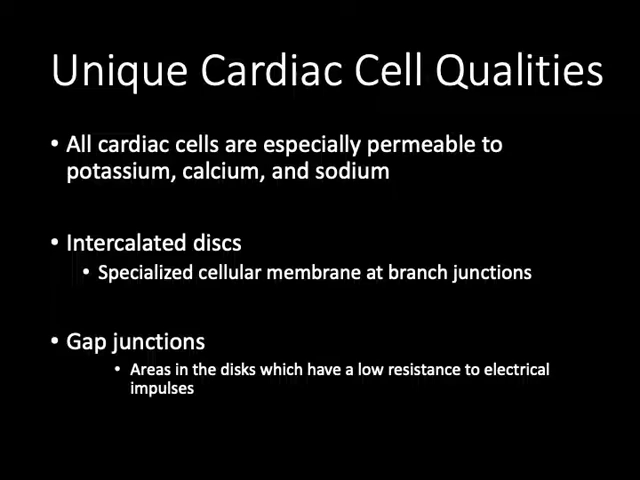 Unique Cardiac Cell Qualities
• All cardiac cells are especially permeable to
potassium, calcium, and sodium
• Intercalated discs
• Specialized cellular membrane at branch junctions
• Gap junctions
• Areas in the disks which have a low resistance to electrical
impulses